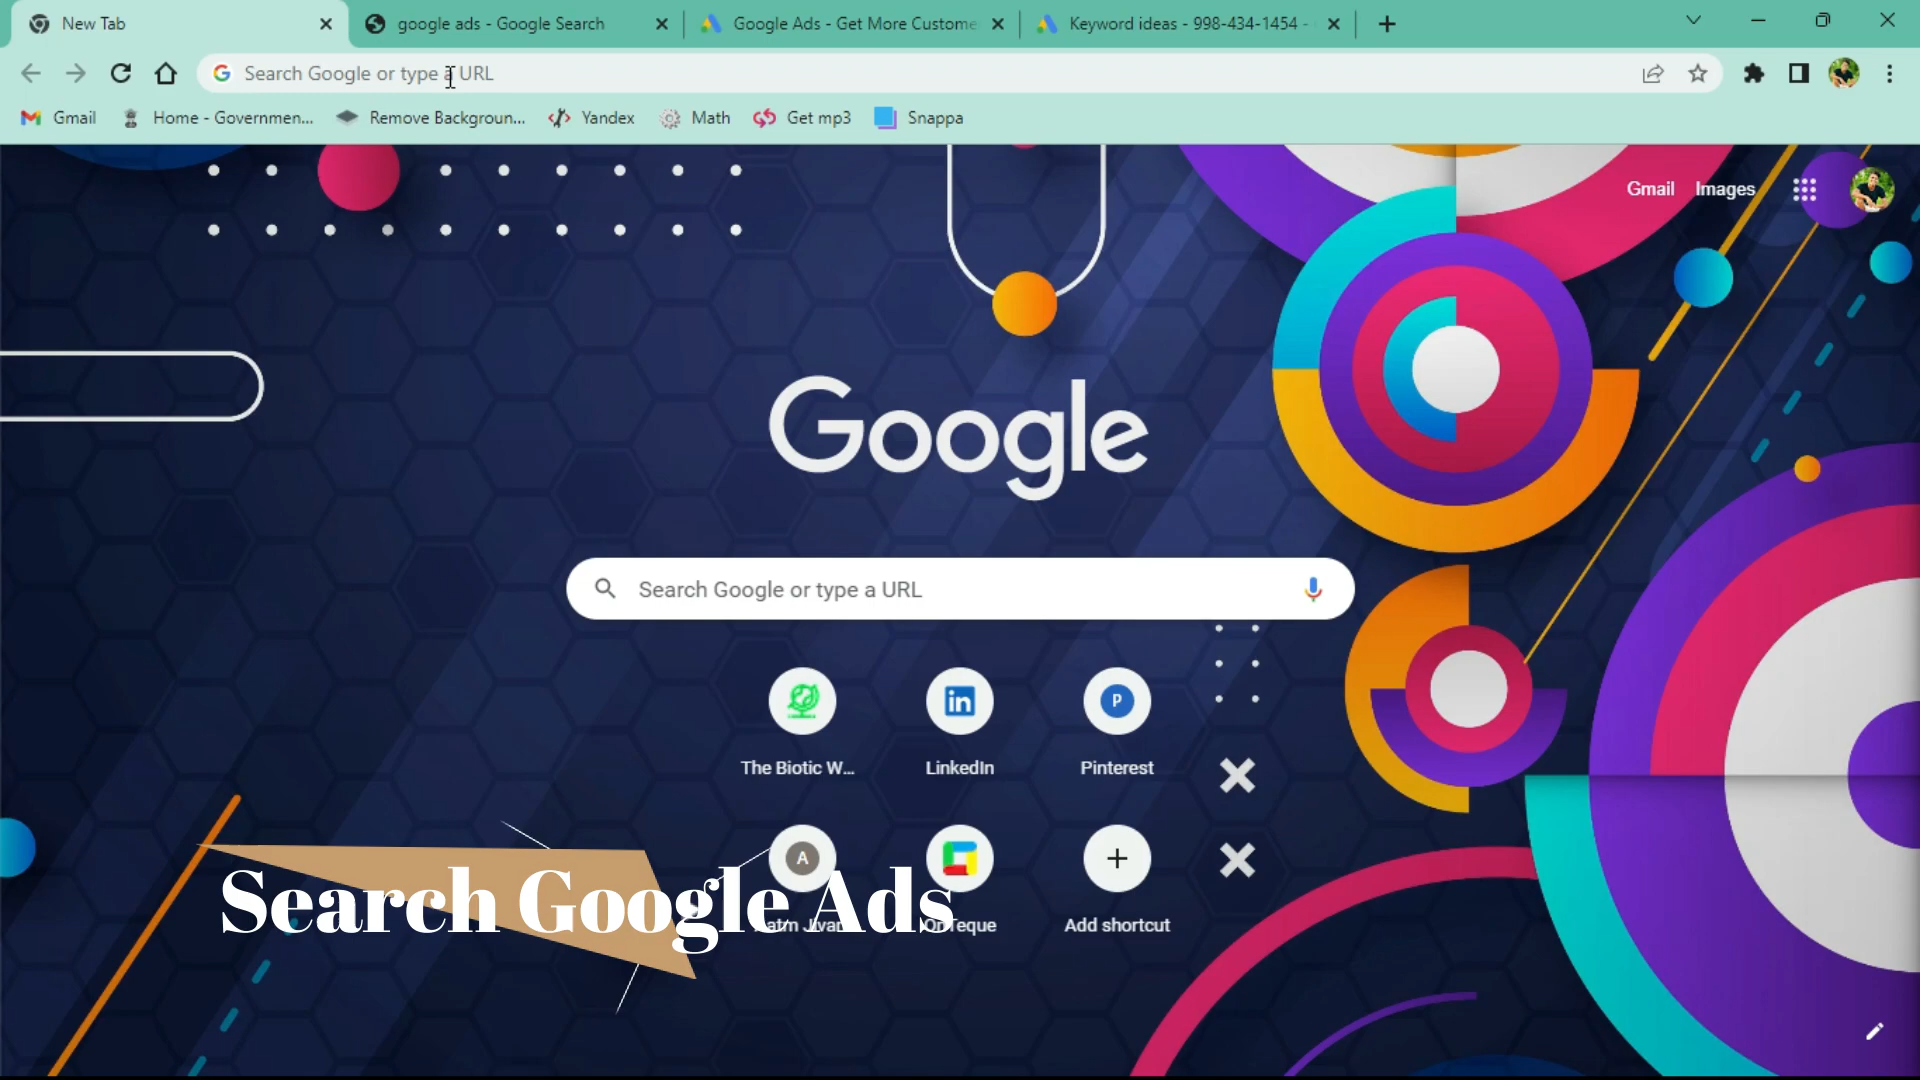 New Tab
google ads - Google Search
Google Ads - Get More Custome
Keyword ideas - 998-434-1454 -
Search Google or type a URL
Gmail
Home - Governmen...
Remove Backgroun...
Yandex
Math
Get mp3
Snappa
Gmail Images
Google
Search Google or type a URL
The Biotic W...
LinkedIn
P
Pinterest
A
Search Google Ads
OnTeque
Add shortcut